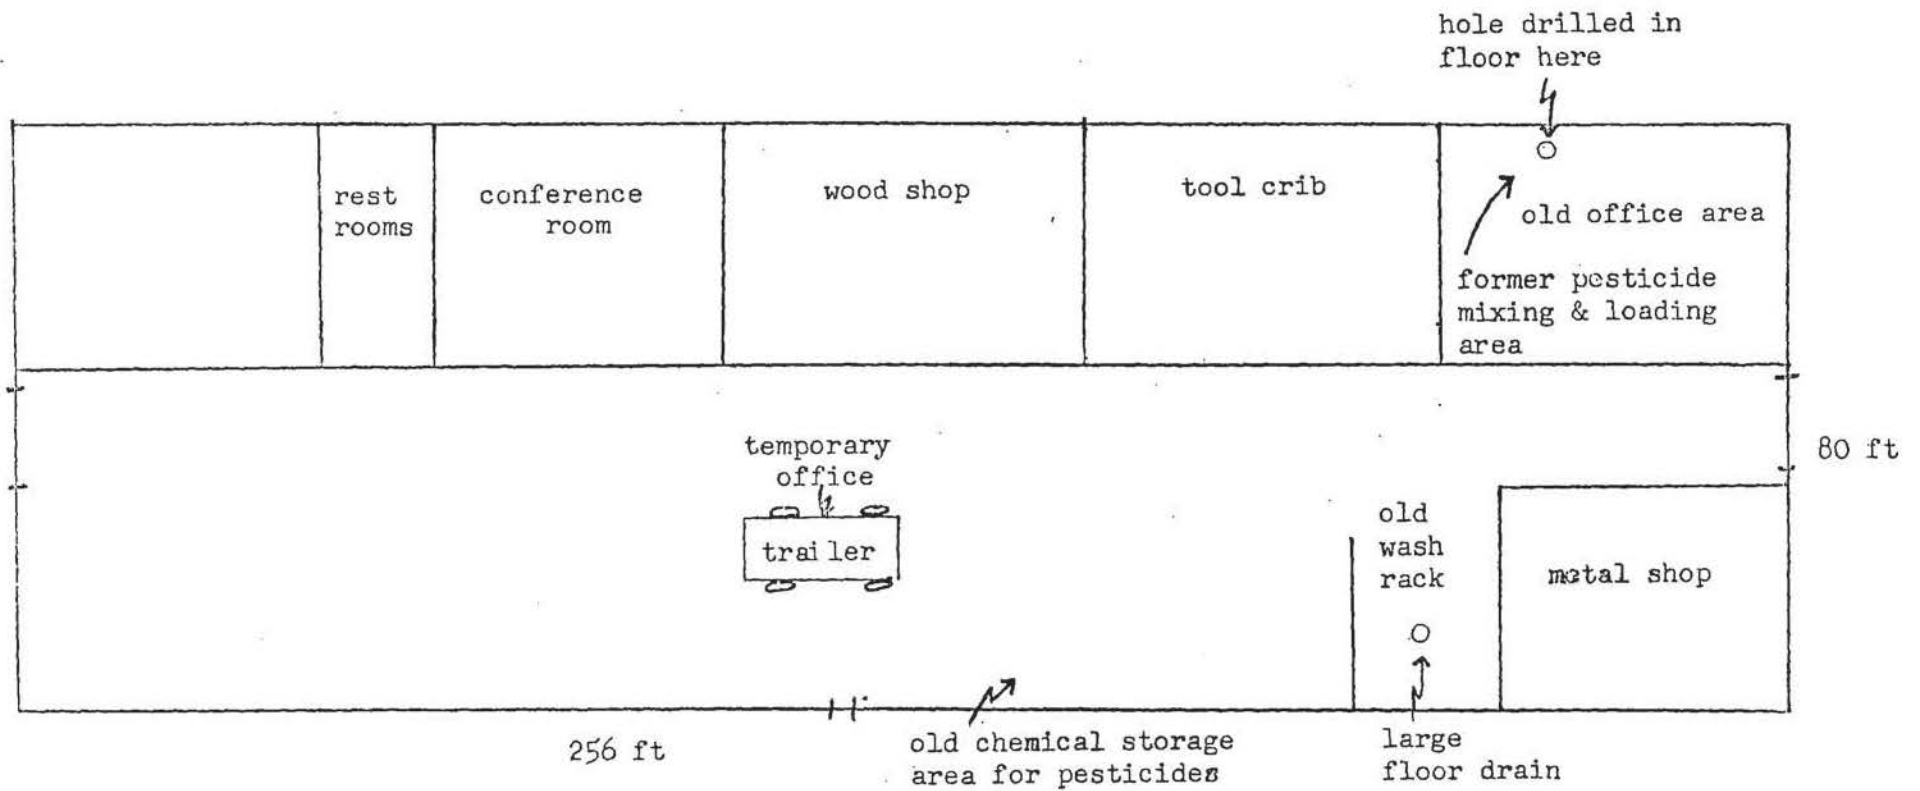 hole drilled in
floor here
rest
rooms
conference
room
wood shop
tool crib
old office area
former pesticide
mixing & loading
area
80 ft
temporary
office
trailer
old
wash
rack
metal shop
256 ft
old chemical storage
area for pesticides
large
floor drain